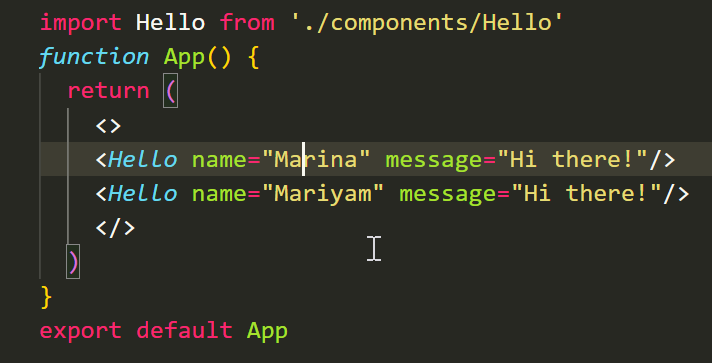 import Hello from './components/Hello'
function App() {
return (
<>
<Hello name="Marina" message="Hi there!"/>
<Hello name="Mariyam" message="Hi there!"/>
</>
)
}
export default App